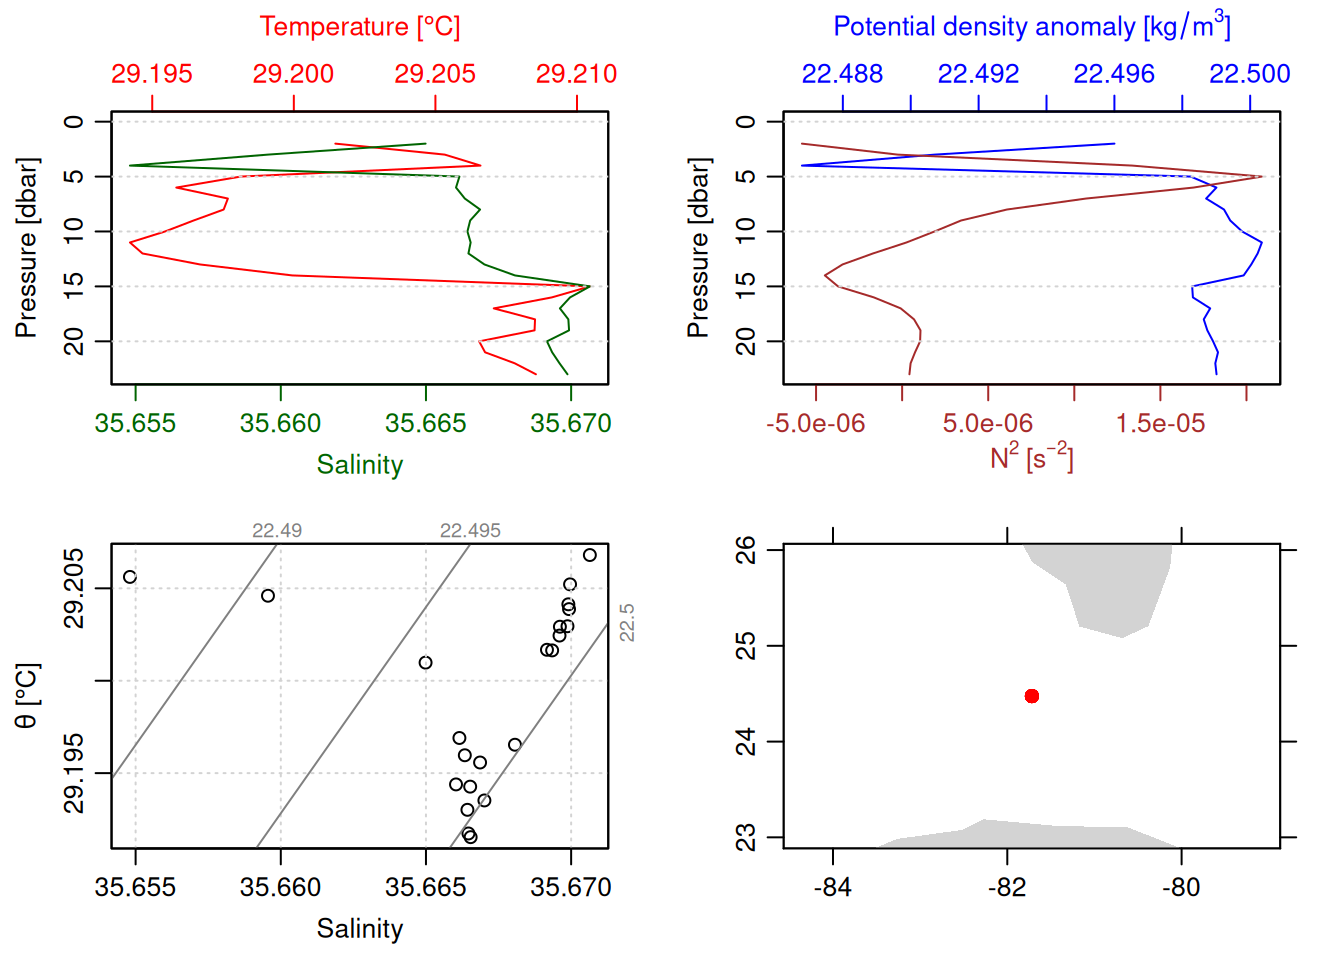 Temperature [°C]
29.195 29.200 29.205 29.210
0
5
10
15
20
Pressure [dbar]
35.655 35.660 35.665 35.670
Salinity
Potential density anomaly [kg/m³]
22.488 22.492 22.496 22.500
0
5
10
15
20
Pressure [dbar]
-5.0e-06 5.0e-06 1.5e-05
N² [s⁻²]
22.49 22.495
22.5
29.205
29.195
θ [°C]
35.655 35.660 35.665 35.670
Salinity
26
25
24
23
-84 -82 -80